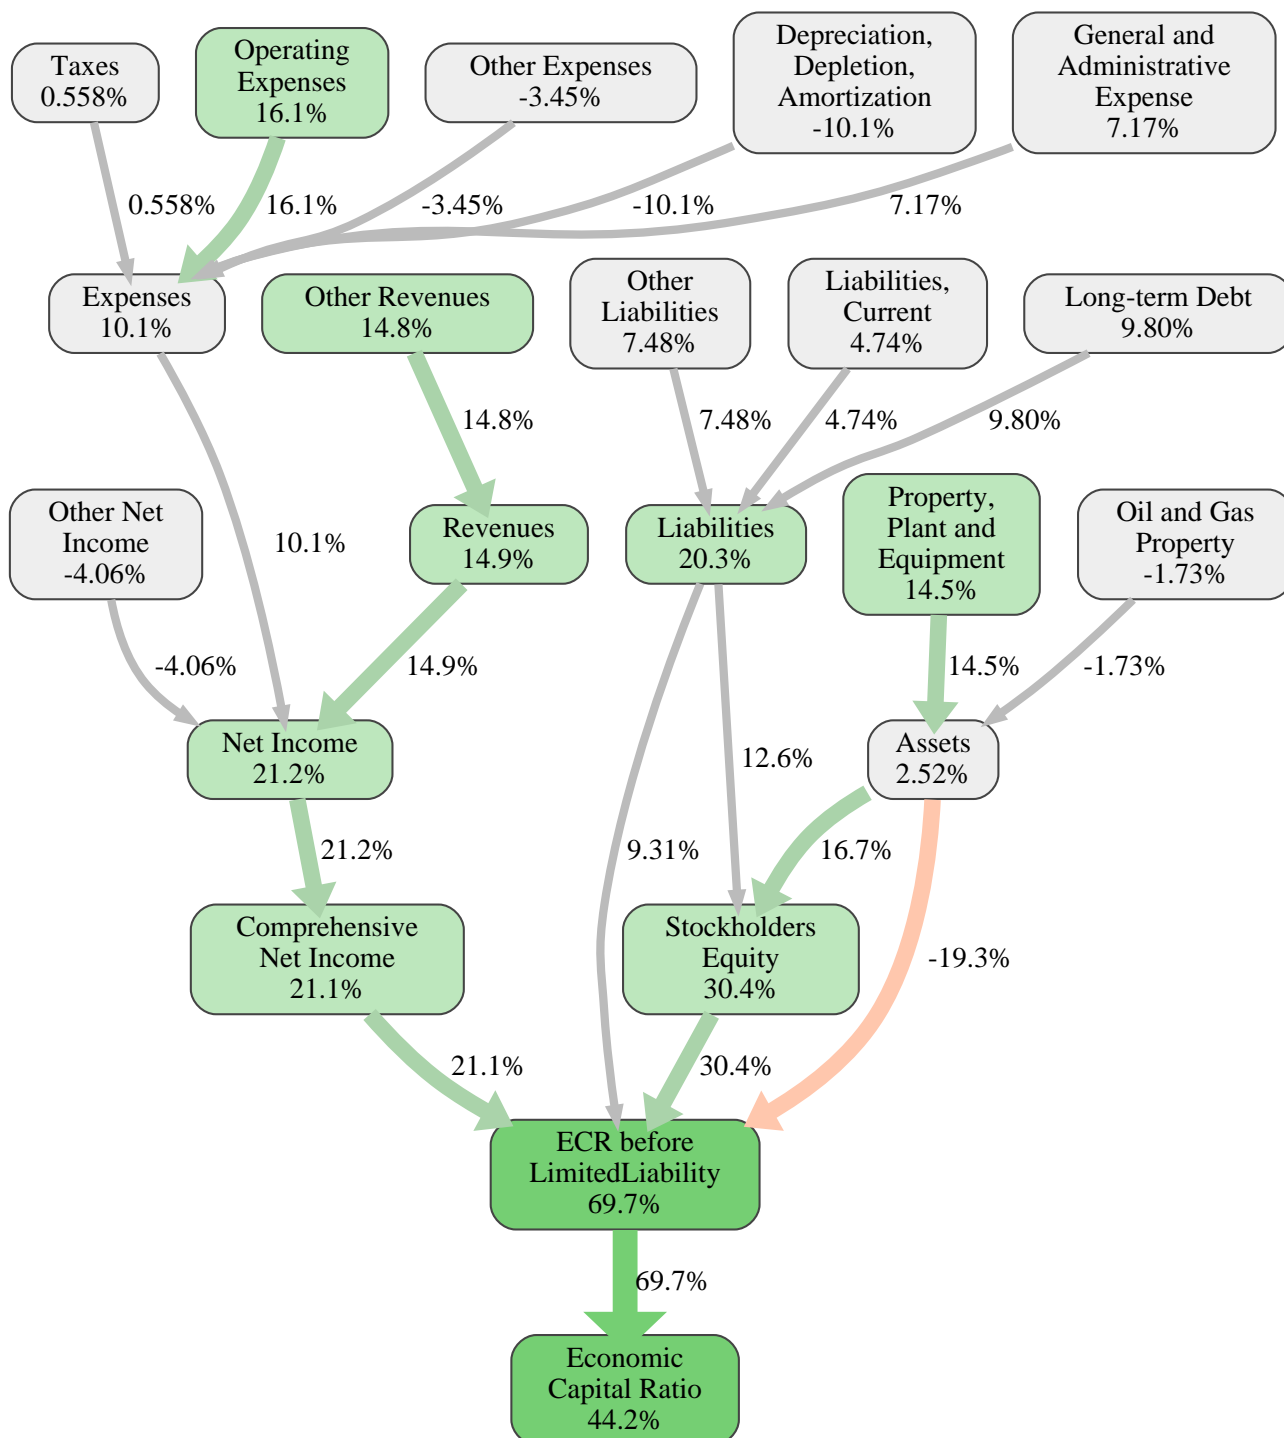 Taxes
0.558%
Operating
Expenses
16.1%
Other Expenses
-3.45%
Depreciation,
Depletion,
Amortization
-10.1%
General and
Administrative
Expense
7.17%
0.558%
16.1%
-3.45%
-10.1%
7.17%
Expenses
10.1%
Other Revenues
14.8%
Other
Liabilities
7.48%
Liabilities,
Current
4.74%
Long-term Debt
9.80%
14.8%
7.48%
4.74%
9.80%
Other Net
Income
-4.06%
10.1%
Revenues
14.9%
Liabilities
20.3%
Property,
Plant and
Equipment
14.5%
Oil and Gas
Property
-1.73%
-4.06%
14.9%
14.5%
-1.73%
Net Income
21.2%
12.6%
Assets
2.52%
21.2%
9.31%
16.7%
Comprehensive
Net Income
21.1%
Stockholders
Equity
30.4%
-19.3%
21.1%
30.4%
ECR before
LimitedLiability
69.7%
69.7%
Economic
Capital Ratio
44.2%